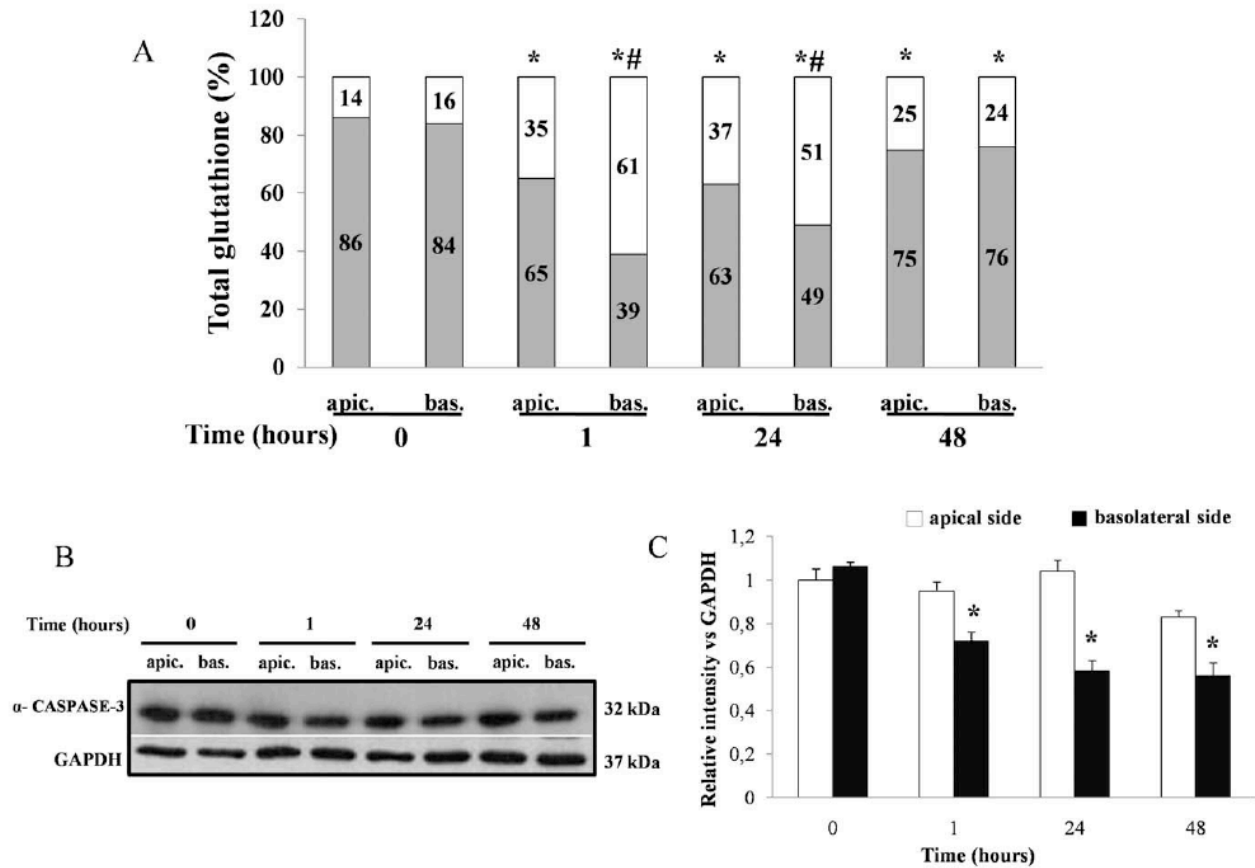 A
Total glutathione (%)
120
* *# * *# * *
100
14 16 35 61 37 51 25 24
80
60
86 84 65 39 63 49 75 76
40
20
0
apic. bas. apic. bas. apic. bas. apic. bas.
Time (hours) 0 1 24 48
B
Time (hours) 0 1 24 48
apic. bas. apic. bas. apic. bas. apic. bas.
α- CASPASE-3 32 kDa
GAPDH 37 kDa
C
apical side basolateral side
Relative intensity vs GAPDH
1,2
1
0,8
0,6
0,4
0,2
0
* * *
0 1 24 48
Time (hours)